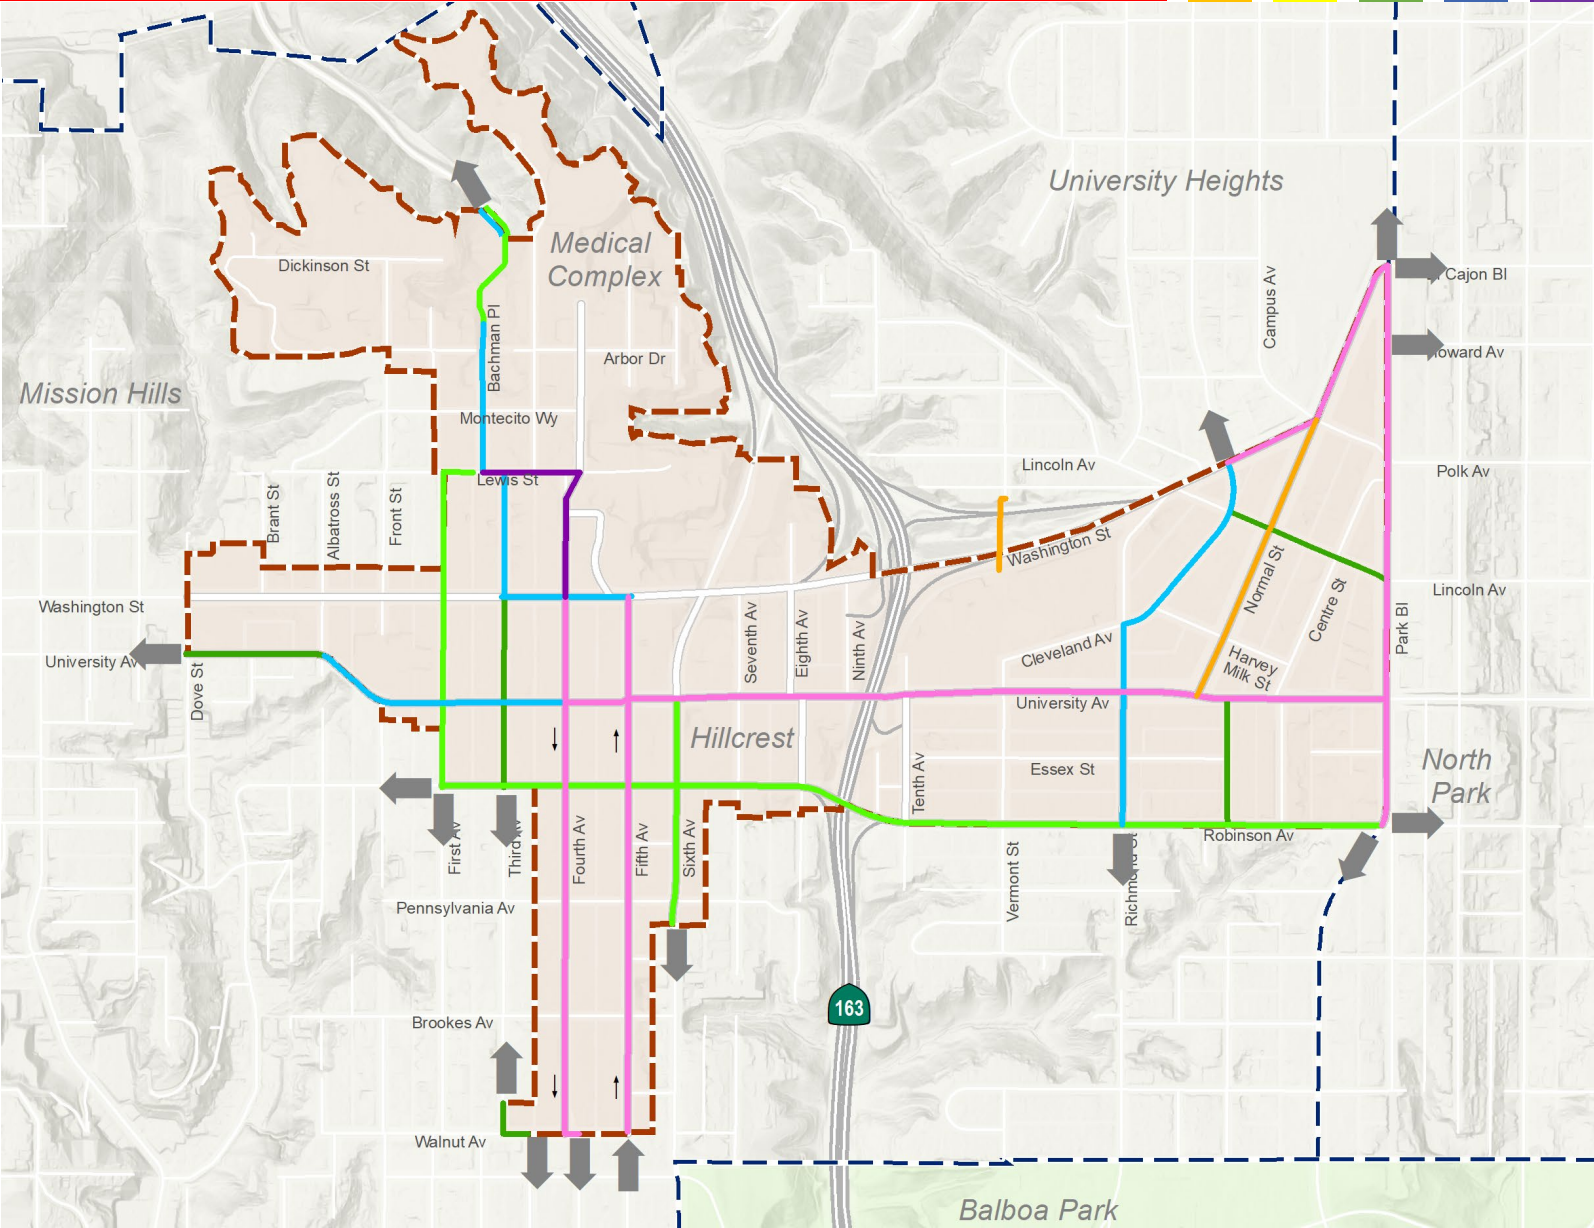 University Heights
Medical
Complex
Dickinson St
Campus Av
El Cajon Bl
Bachman Pl
Arbor Dr
Howard Av
Mission Hills
Montecito Wy
Lincoln Av
Polk Av
Lewis St
Brant St
Albatross St
Front St
Washington St
Normal St
Centre St
Lincoln Av
Washington St
Seventh Av
Eighth Av
Ninth Av
Park Bl
University Av
Dove St
Cleveland Av
Harvey
Milk St
University Av
Hillcrest
Essex St
Tenth Av
North
Park
Robinson Av
First Av
Third Av
Fourth Av
Fifth Av
Sixth Av
Vermont St
Richmond St
Pennsylvania Av
163
Brookes Av
Walnut Av
Balboa Park